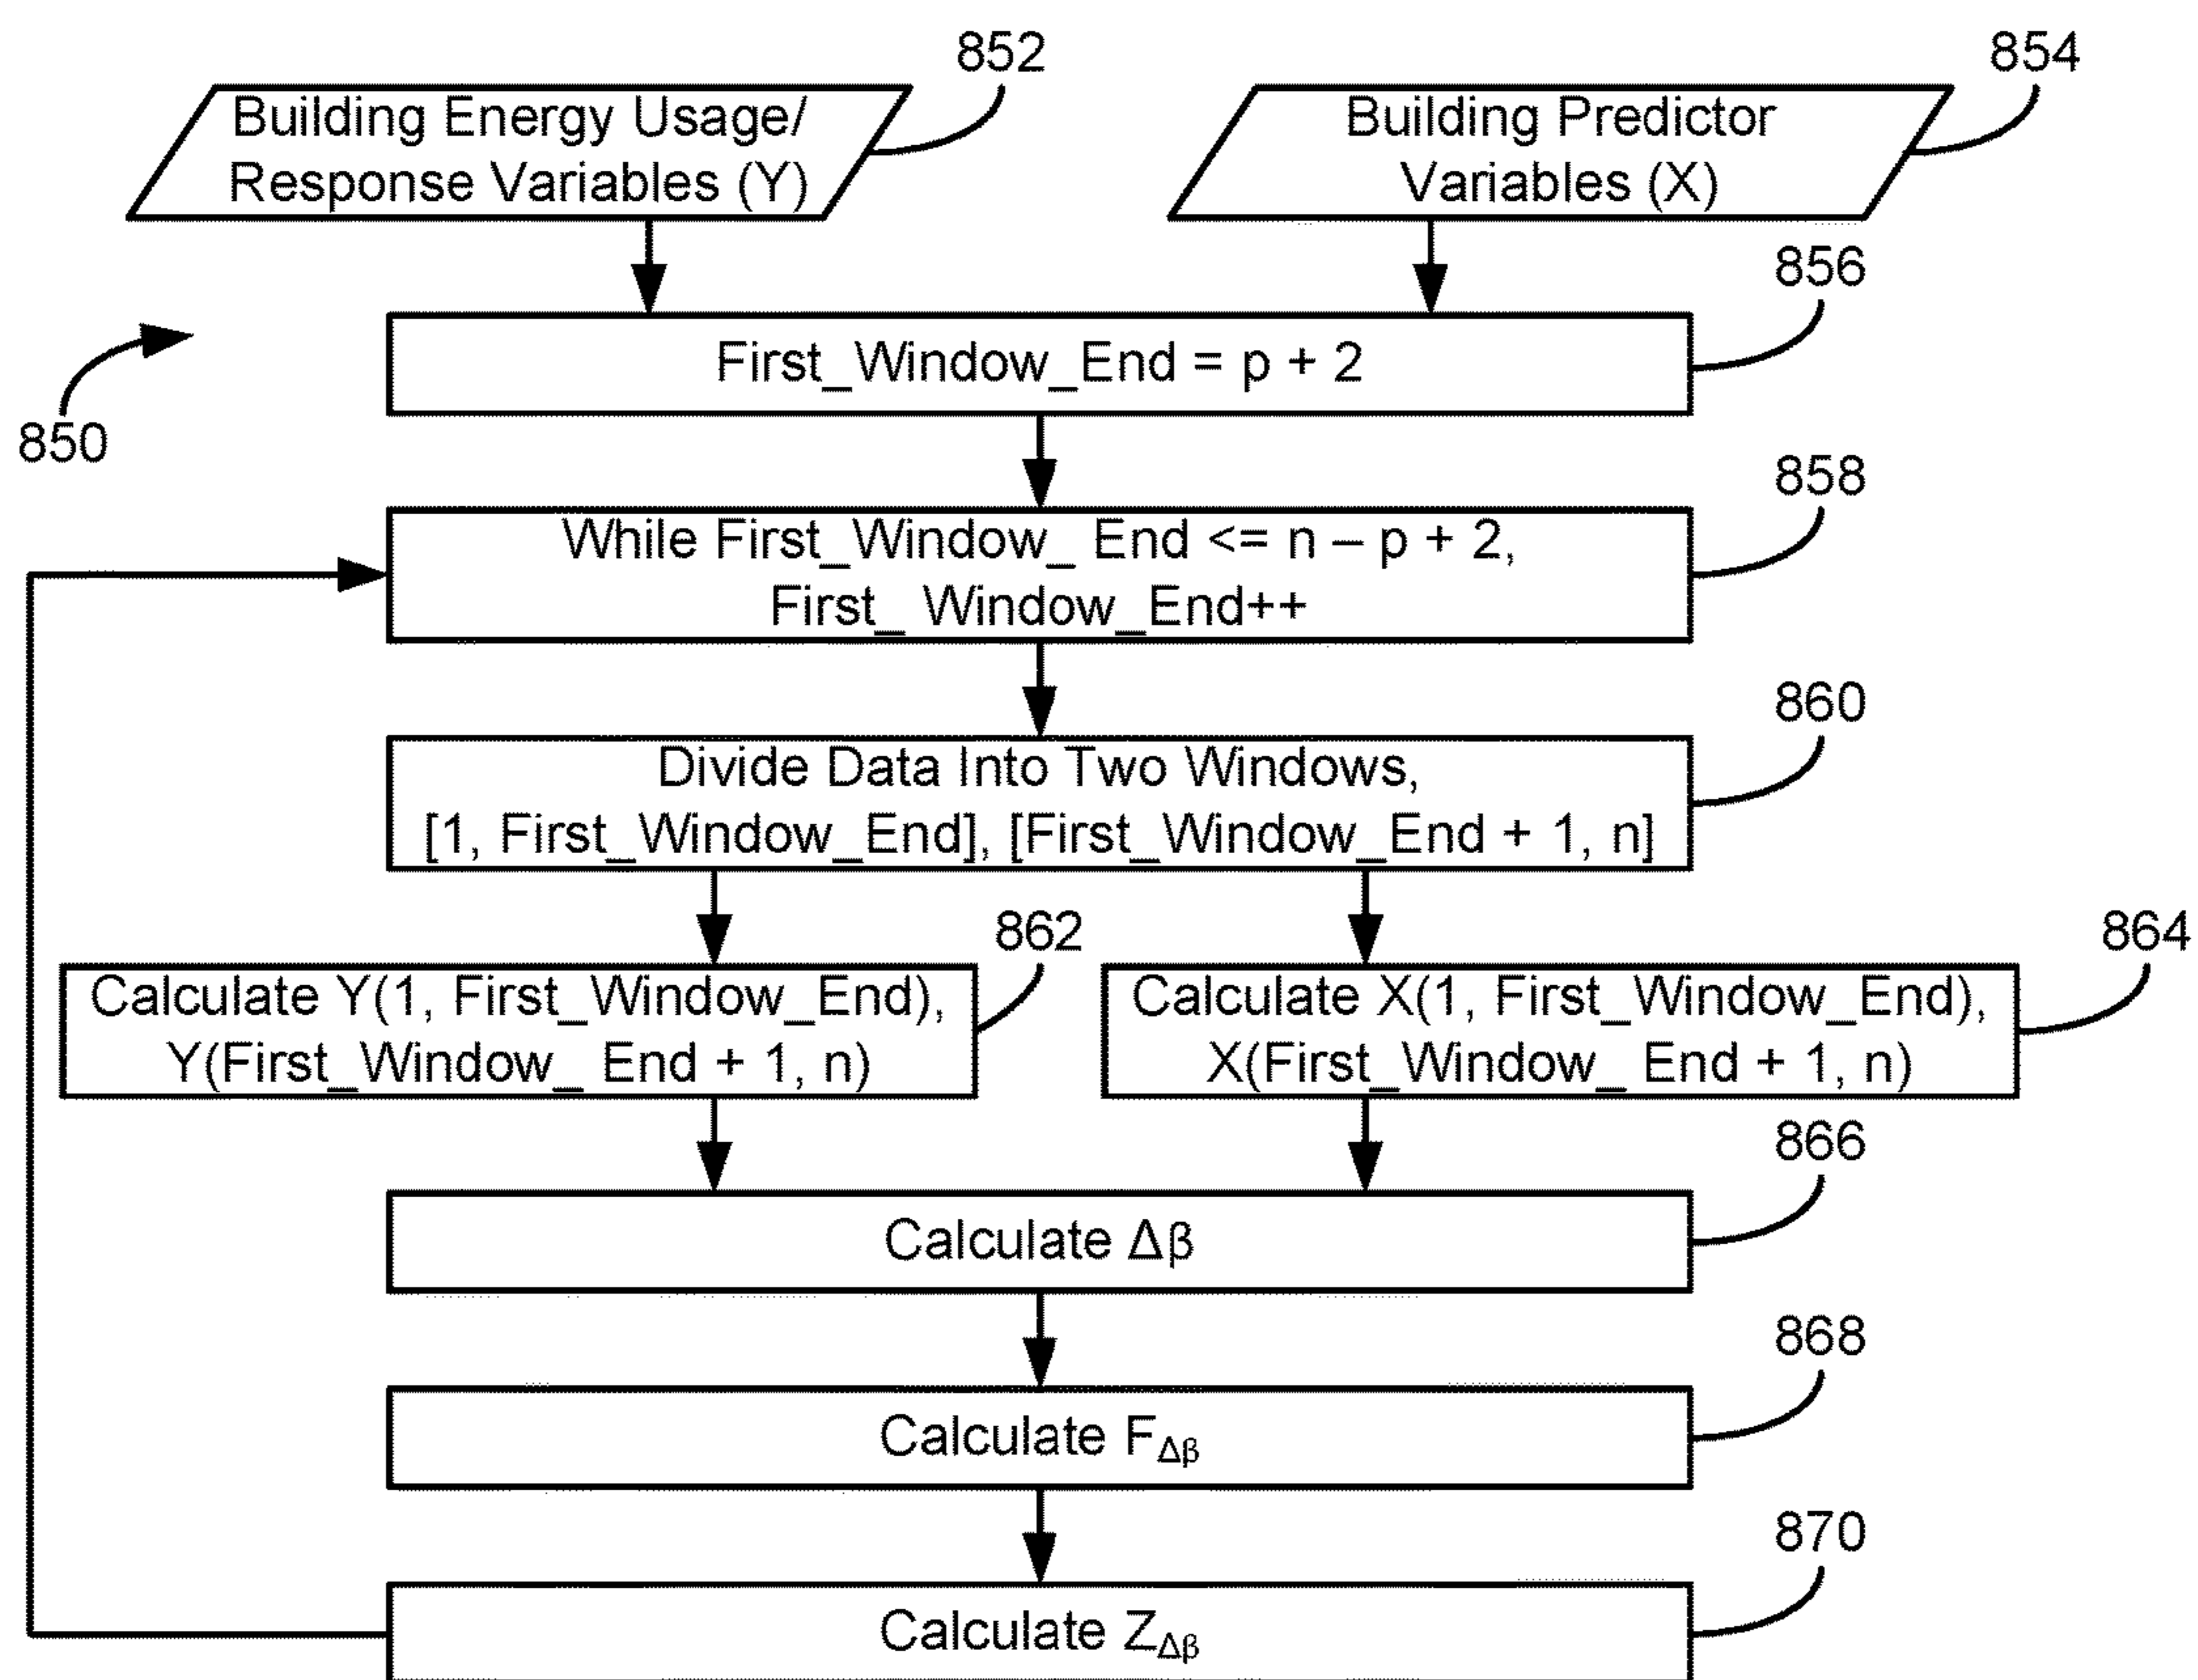 852
854
Building Energy Usage/
Response Variables (Y)
Building Predictor
Variables (X)
856
First_Window_End = p + 2
850
858
While First_Window_ End <= n – p + 2,
First_ Window_End++
860
Divide Data Into Two Windows,
[1, First_Window_End], [First_Window_End + 1, n]
862
864
Calculate Y(1, First_Window_End),
Y(First_Window_ End + 1, n)
Calculate X(1, First_Window_End),
X(First_Window_ End + 1, n)
866
Calculate Δβ
868
Calculate F_Δβ
870
Calculate Z_Δβ